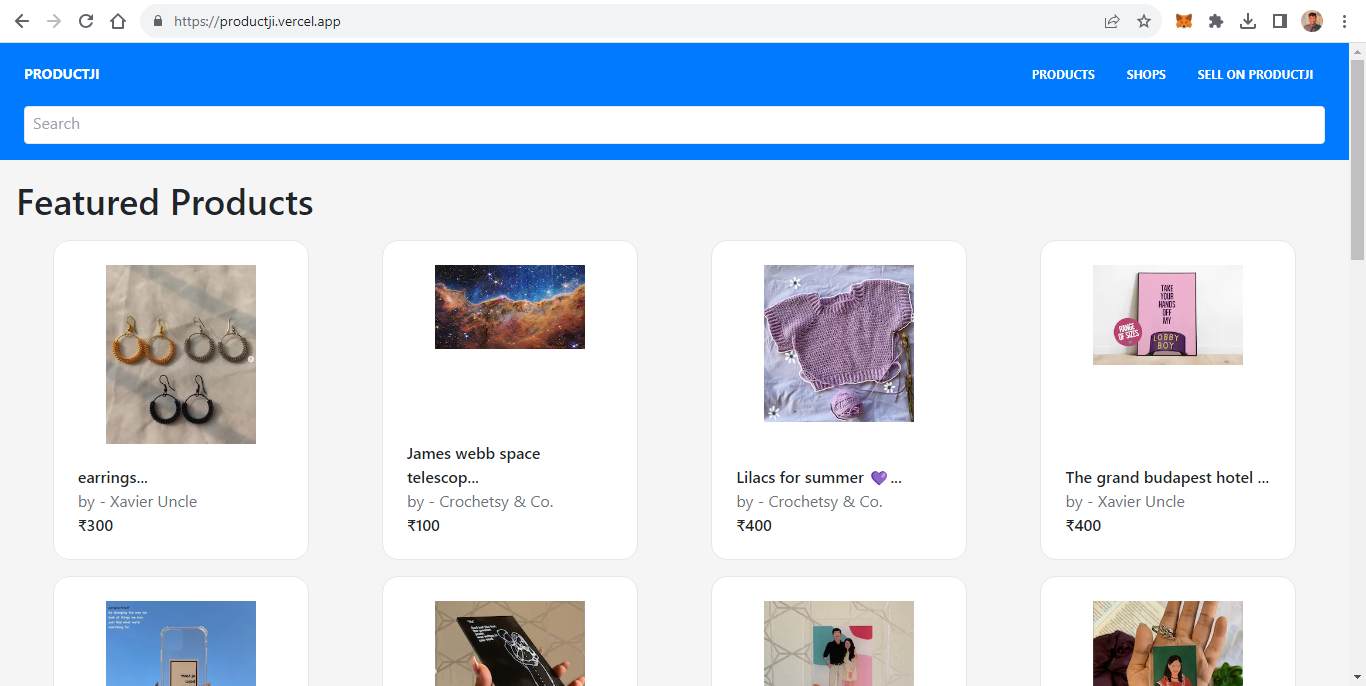 https://productji.vercel.app
PRODUCTJI
PRODUCTS
SHOPS
SELL ON PRODUCTJI
Search
Featured Products
TAKE
YOUR
HANDS
OFF
MY
LOBBY
BOY
RANGE
OF SIZES
earrings...
by - Xavier Uncle
₹300
James webb space
telescop...
by - Crochetsy & Co.
₹100
Lilacs for summer 💜 ...
by - Crochetsy & Co.
₹400
The grand budapest hotel ...
by - Xavier Uncle
₹400